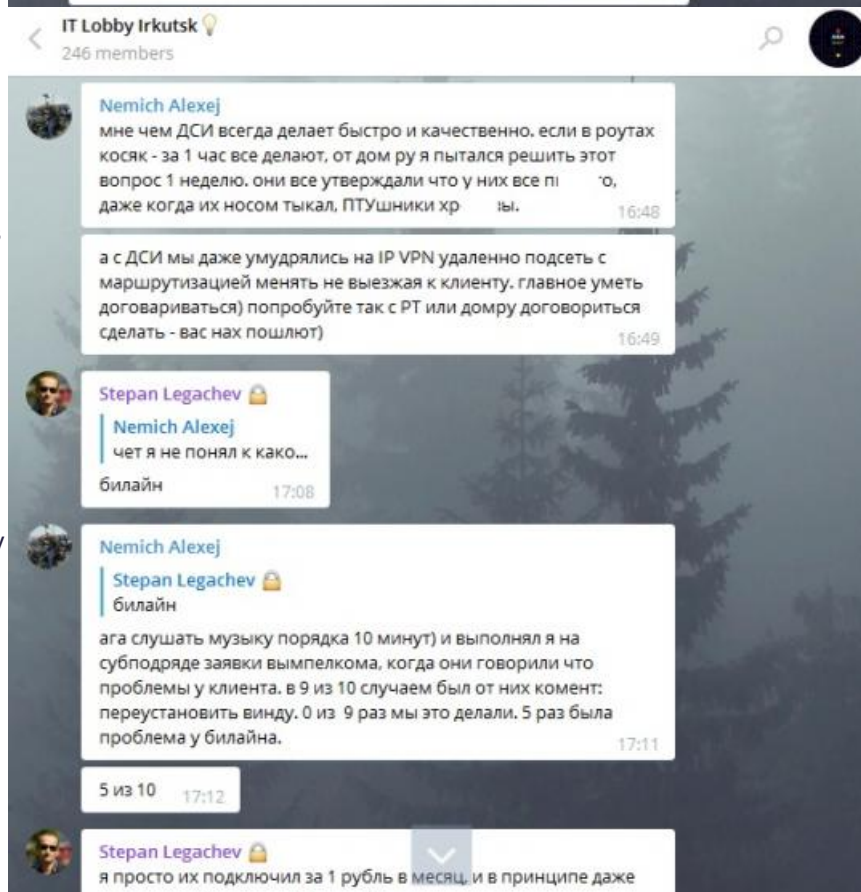 IT Lobby Irkutsk
246 members
Nemich Alexej
мне чем ДСИ всегда делает быстро и качественно. если в роутах
косяк - за 1 час все делают, от дом ру я пытался решить этот
вопрос 1 неделю. они все утверждали что у них все
даже когда их носом тыкал, ПТУшники
16:48
а с ДСИ мы даже умудрялись на IP VPN удаленно подсеть с
маршрутизацией менять не выезжая к клиенту. главное уметь
договариваться) попробуйте так с РТ или домру договориться
сделать - вас нах пошлют)
16:49
Stepan Legachev
Nemich Alexej
чет я не понял к како...
билайн
17:08
Nemich Alexej
Stepan Legachev
билайн
ага слушать музыку порядка 10 минут) и выполнял я на
субподряде заявки вымпелкома, когда они говорили что
проблемы у клиента. в 9 из 10 случаем был от них комент:
переустановить винду. 0 из 9 раз мы это делали. 5 раз была
проблема у билайна.
17:11
5 из 10
17:12
Stepan Legachev
я просто их подключил за 1 рубль в месяц. и в принципе даже